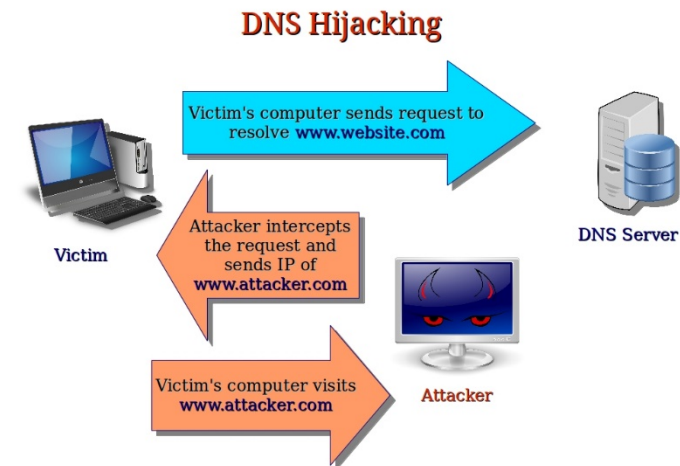 DNS Hijacking
Victim's computer sends request to
resolve www.website.com
Victim
DNS Server
Attacker intercepts
the request and
sends IP of
www.attacker.com
Attacker
Victim's computer visits
www.attacker.com